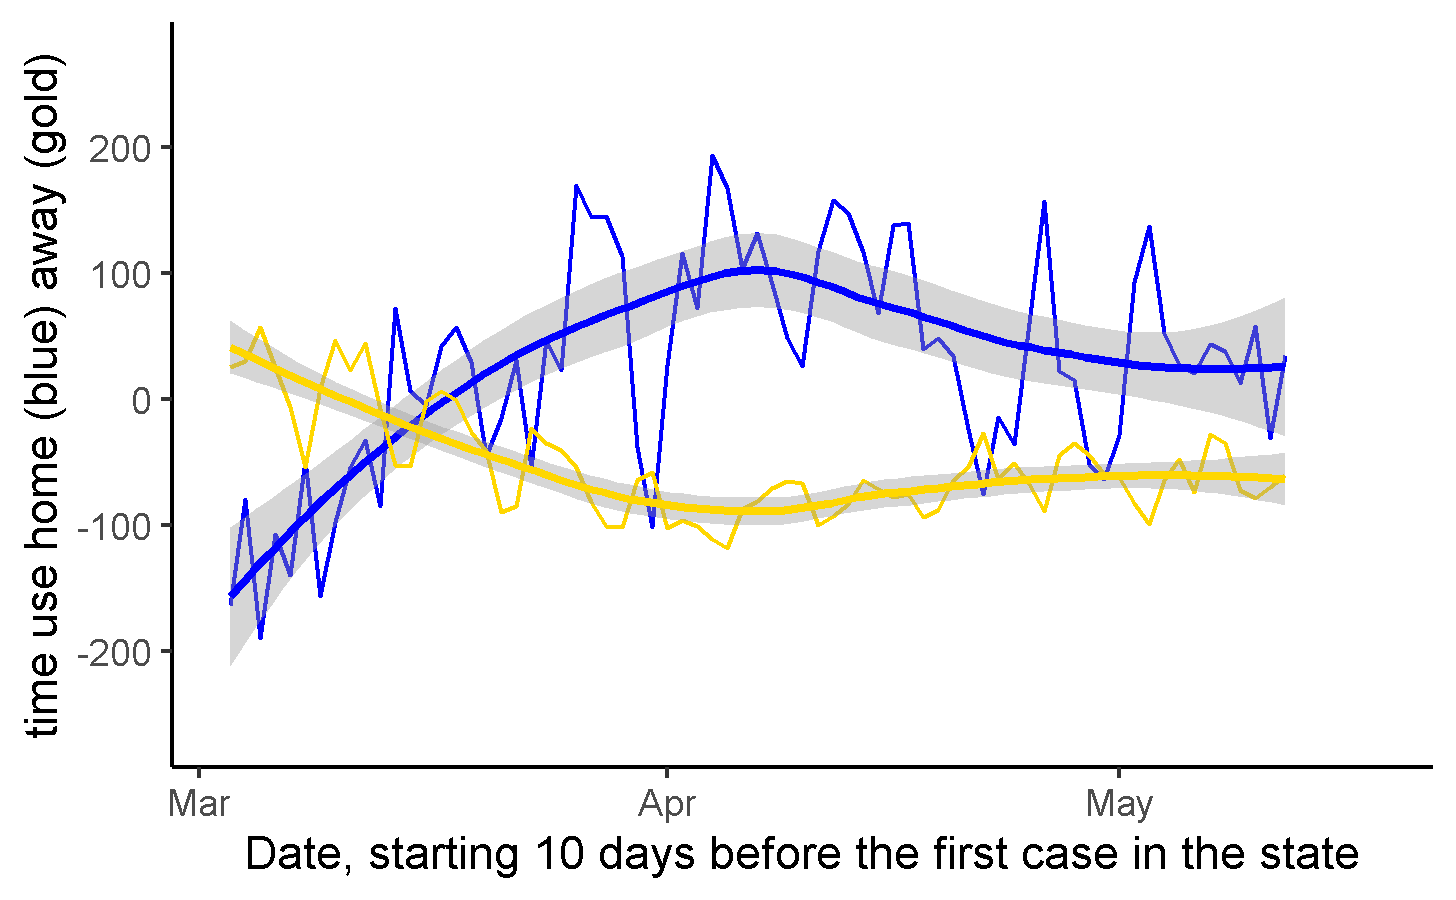 time use home (blue) away (gold)
200
100
0
-100
-200
Mar
Apr
May
Date, starting 10 days before the first case in the state